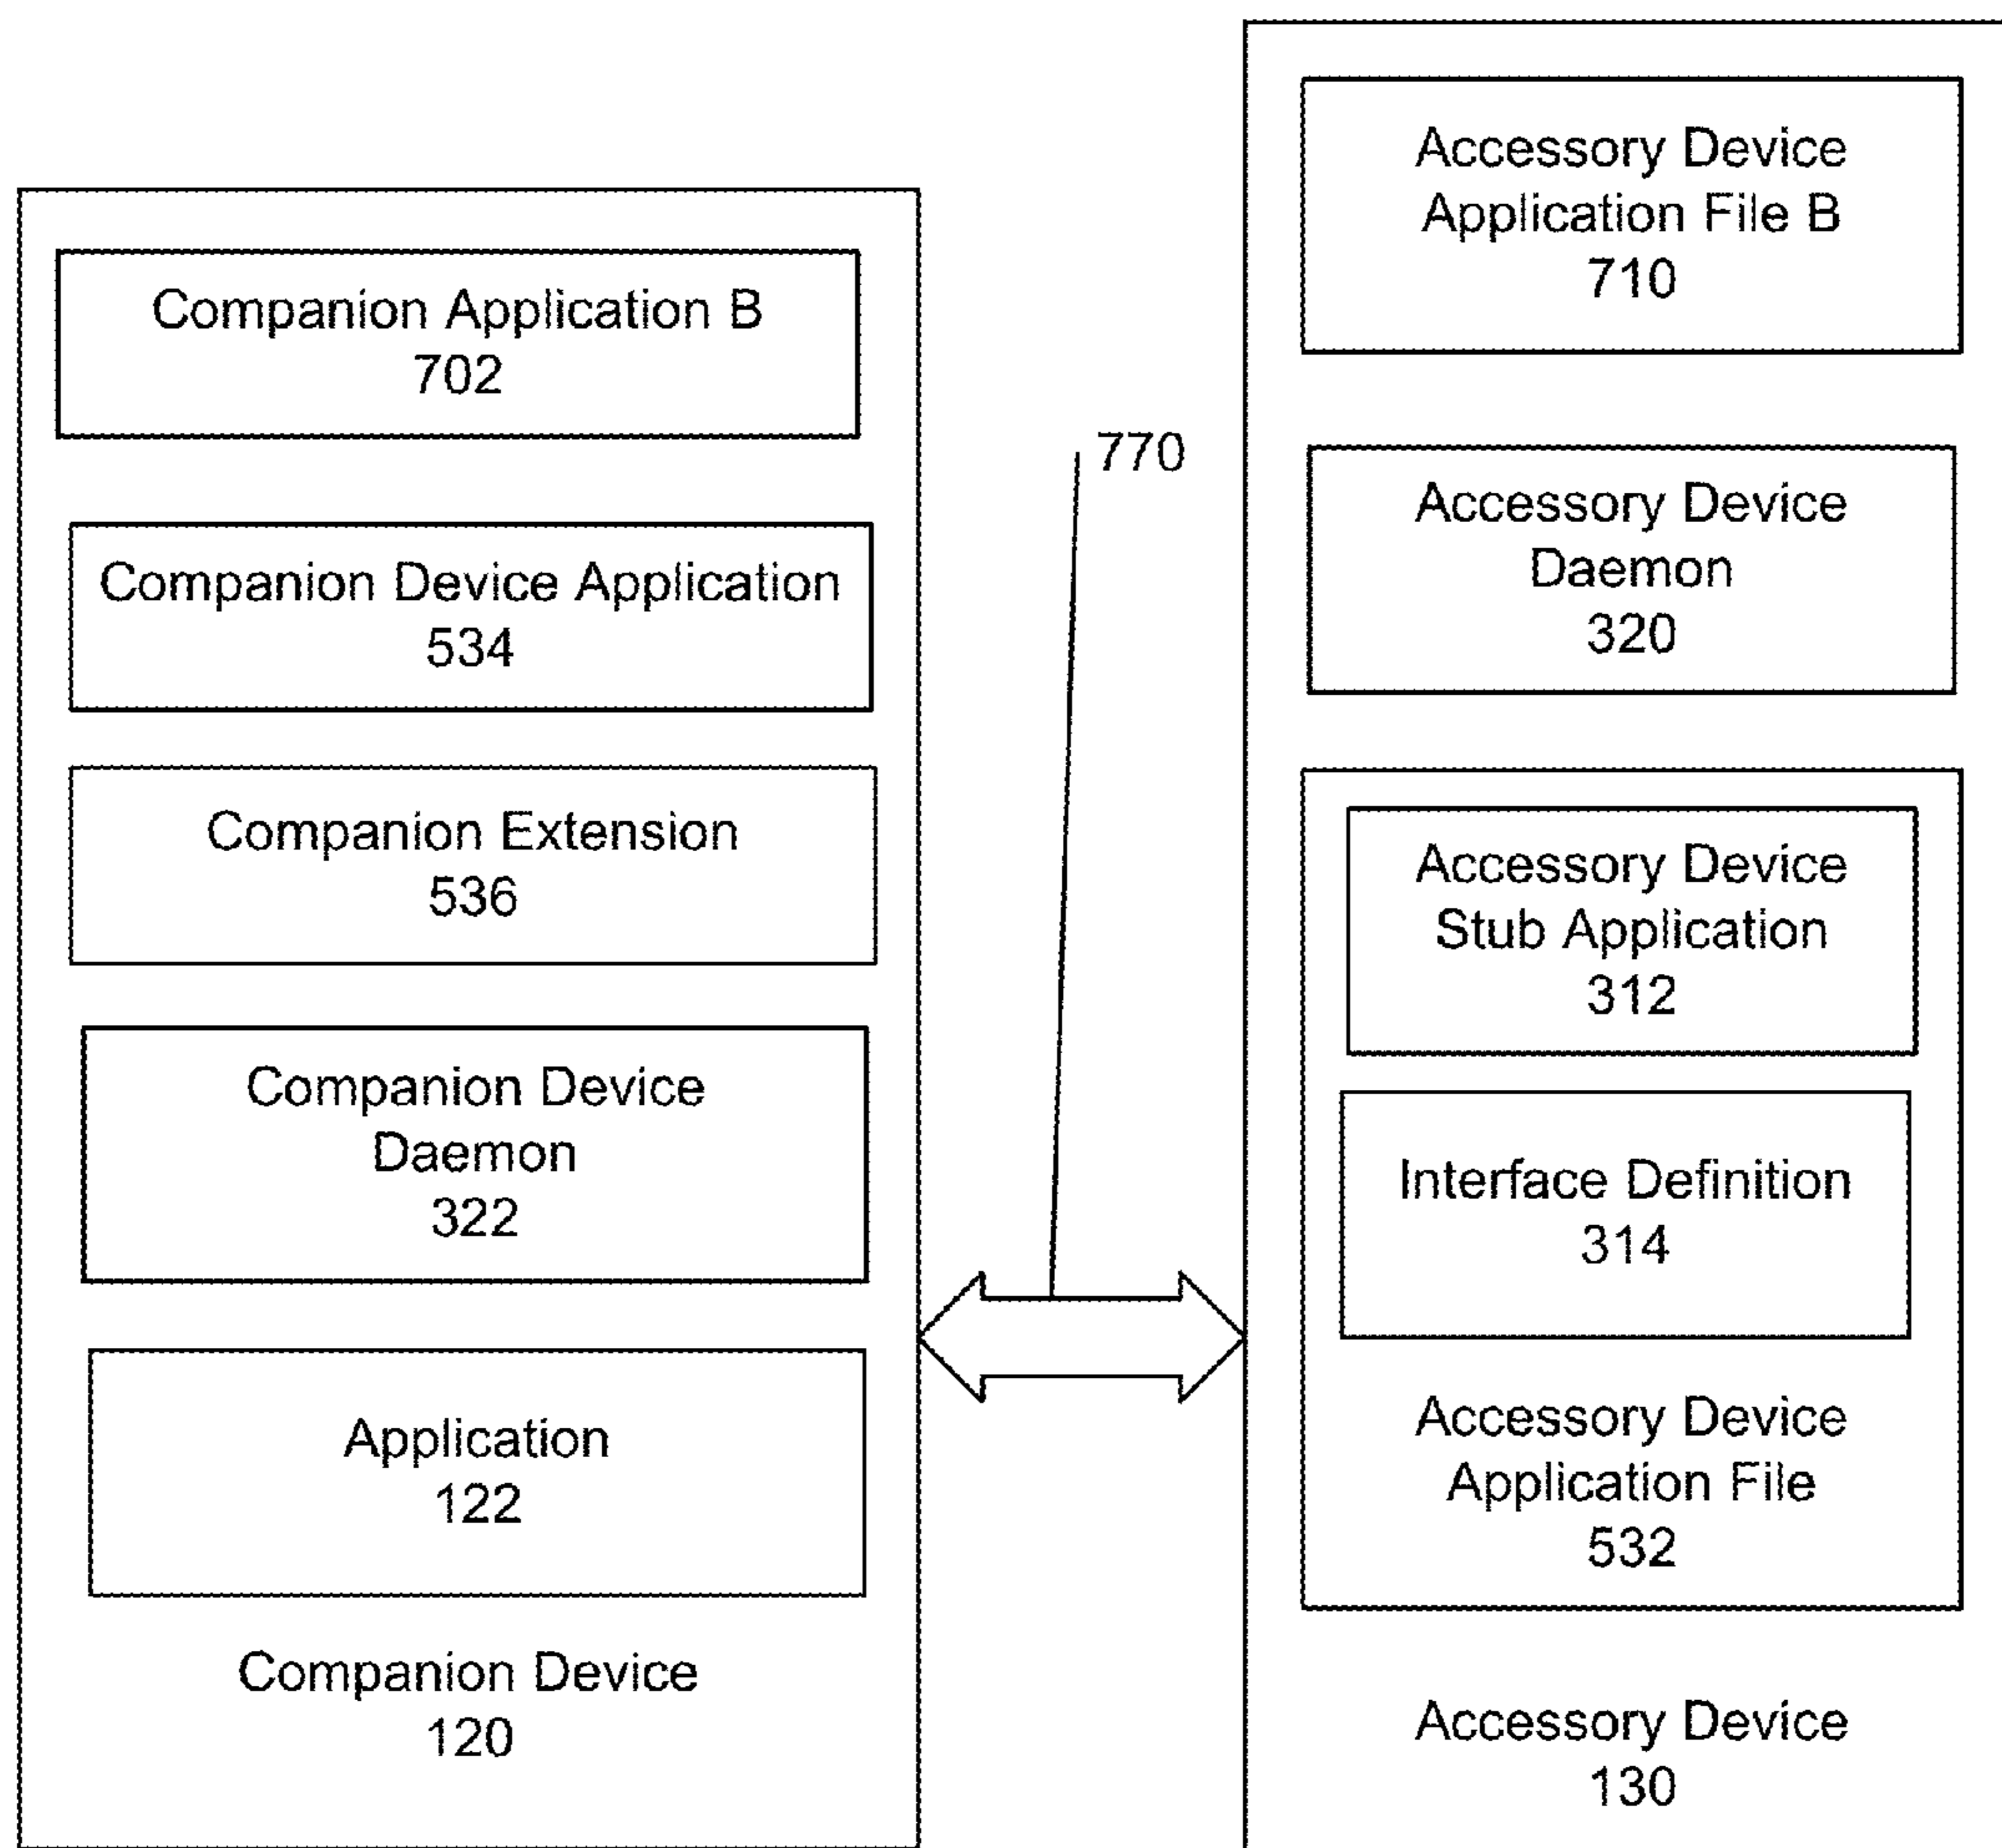 Companion Application B
702
Companion Device Application
534
Companion Extension
536
Companion Device
Daemon
322
Application
122
Companion Device
120
770
Accessory Device
Application File B
710
Accessory Device
Daemon
320
Accessory Device
Stub Application
312
Interface Definition
314
Accessory Device
Application File
532
Accessory Device
130